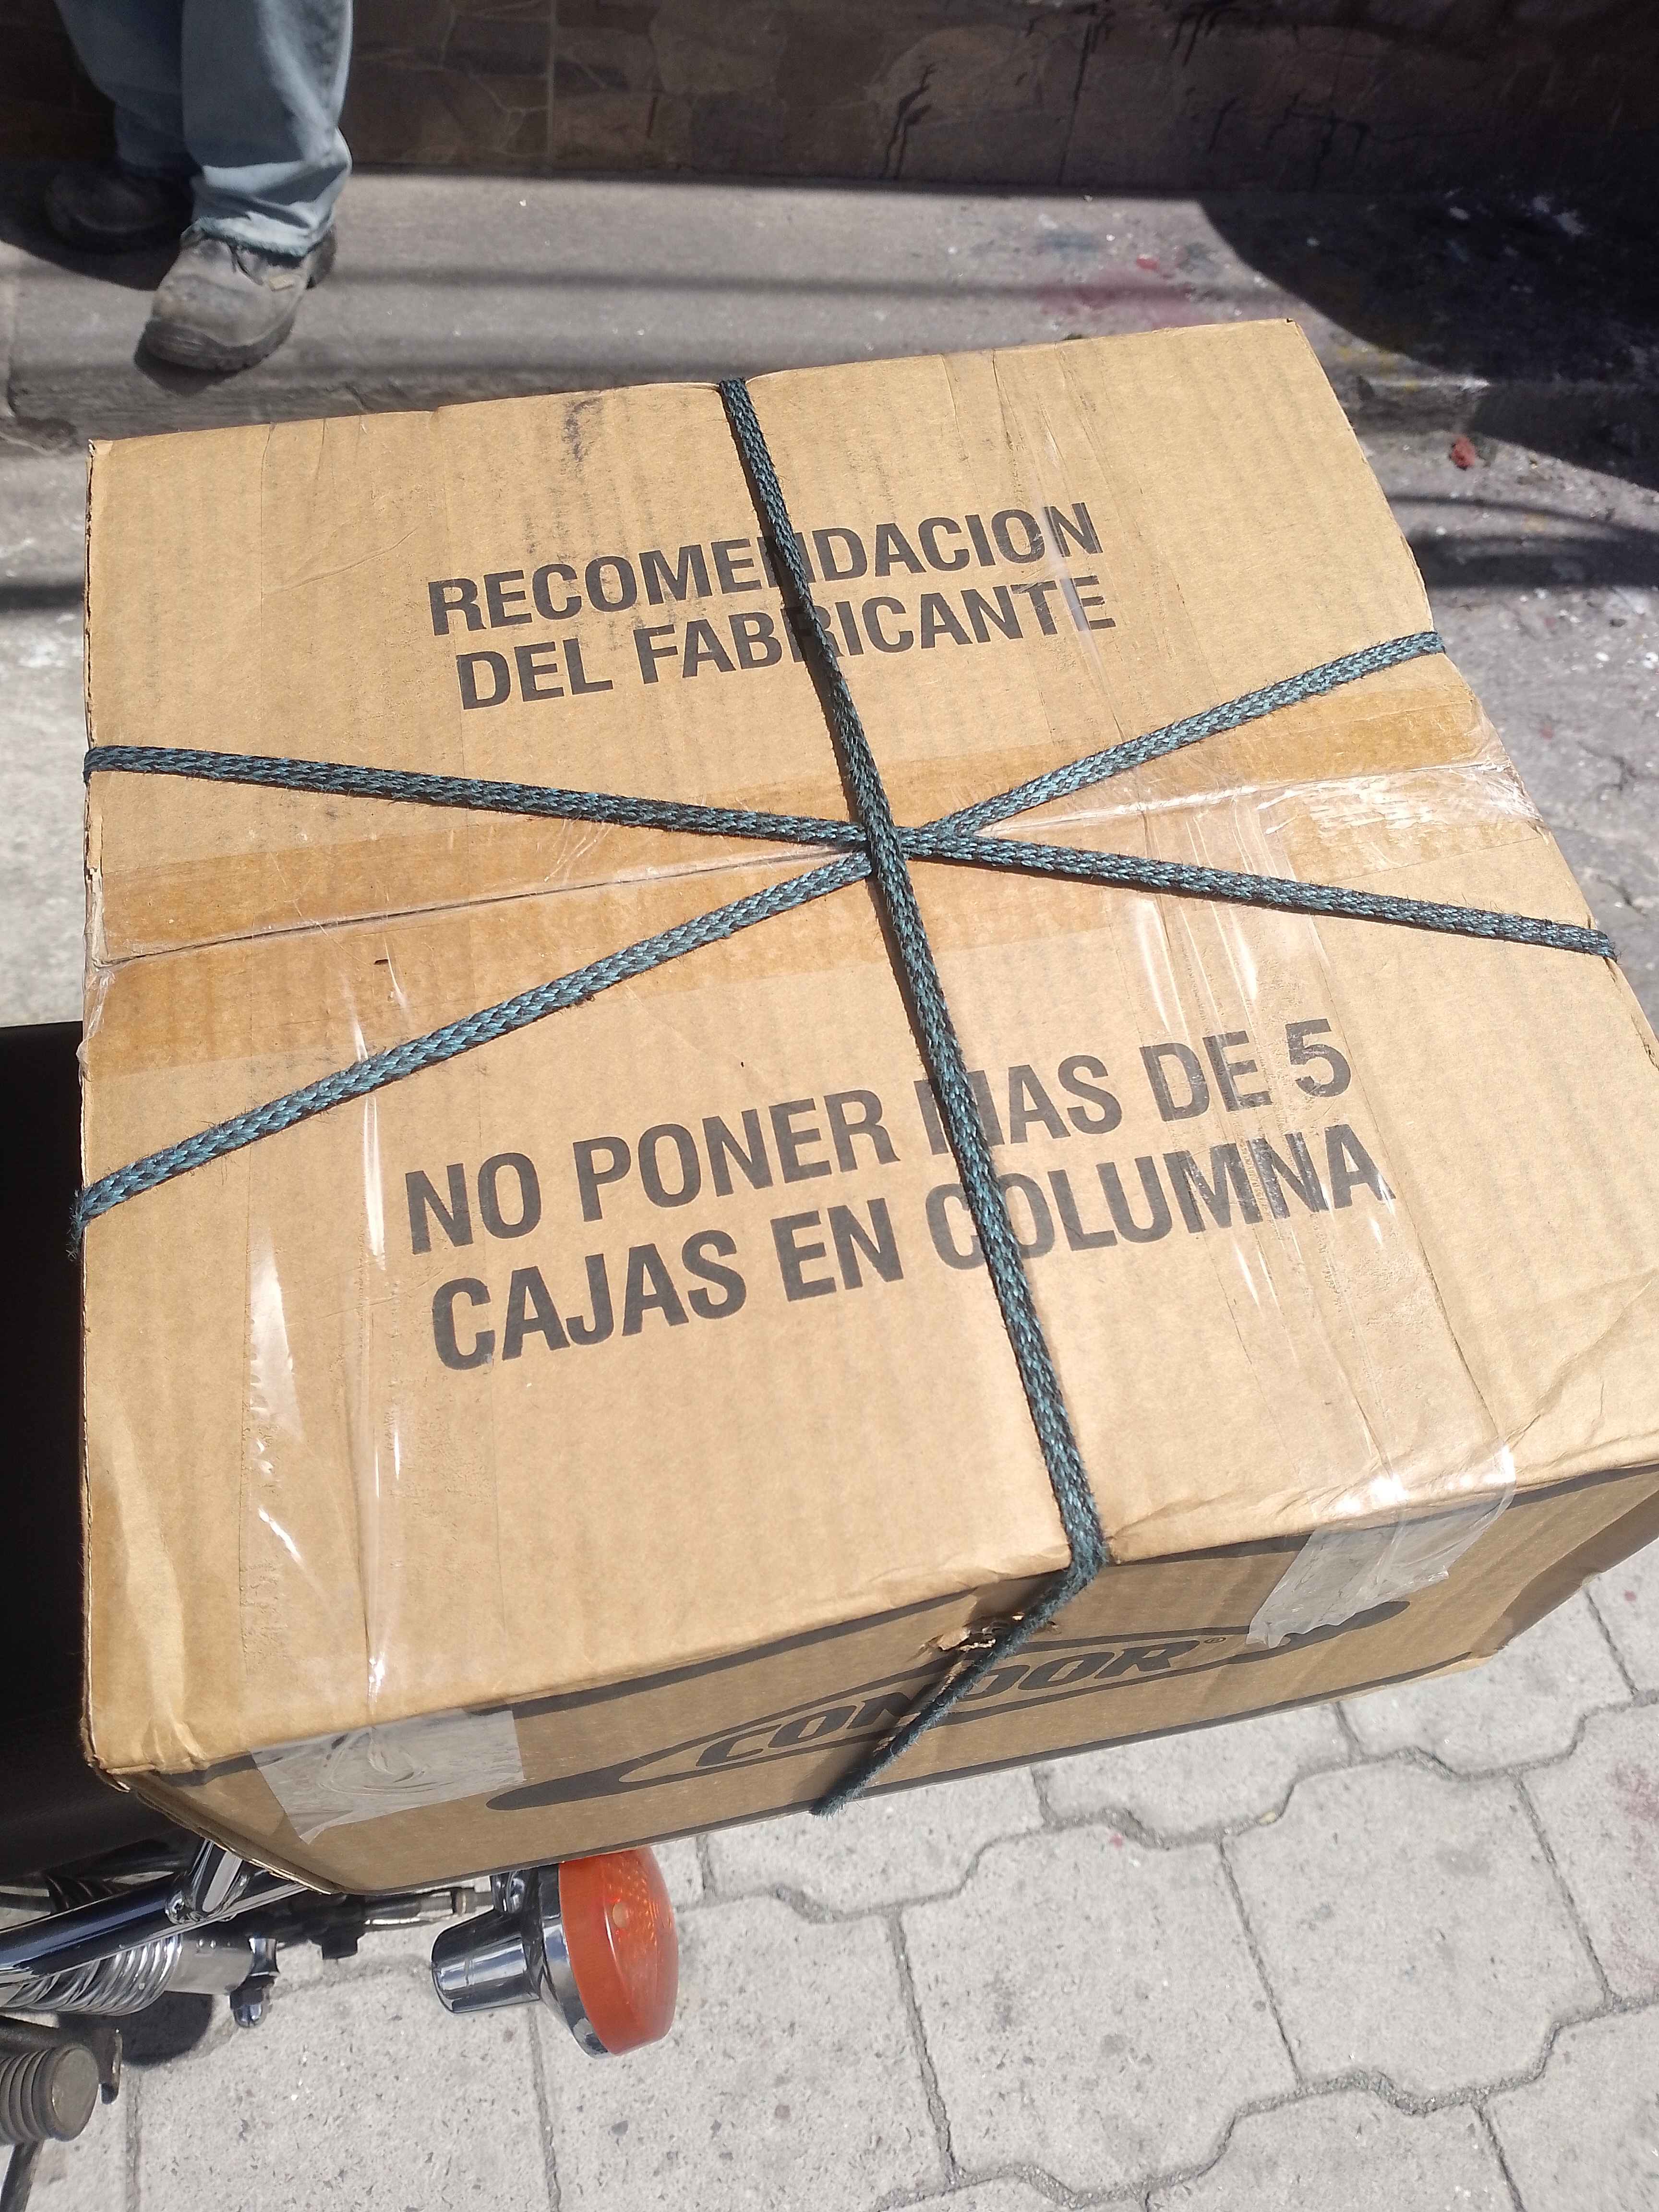 RECOMENDACION
DEL FABRICANTE
NO PONER MAS DE 5
CAJAS EN COLUMNA
CONDOR®